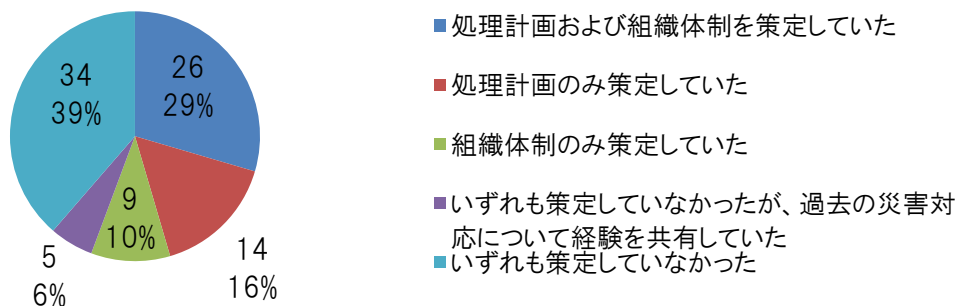 34
39%
26
29%
9
10%
5
6%
14
16%
処理計画および組織体制を策定していた
処理計画のみ策定していた
組織体制のみ策定していた
いずれも策定していなかったが、過去の災害対
応について経験を共有していた
いずれも策定していなかった